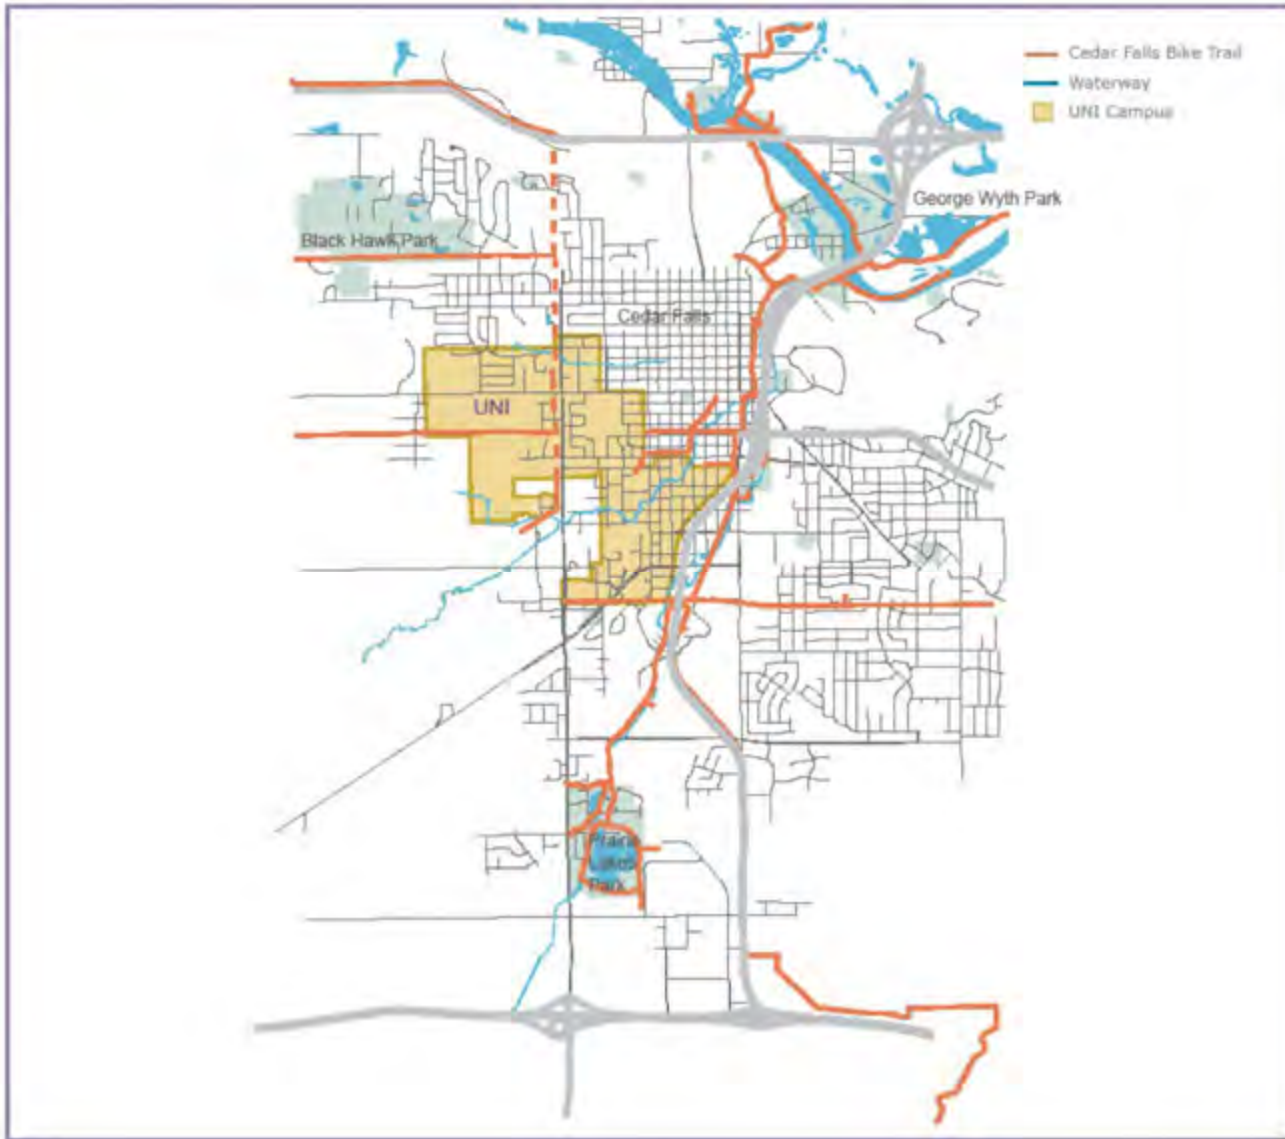 Cedar Falls Bike Trail
Waterway
UNI Campus
George Wyth Park
Black Hawk Park
Cedar Falls
UNI
Prairie
Lakes
Park